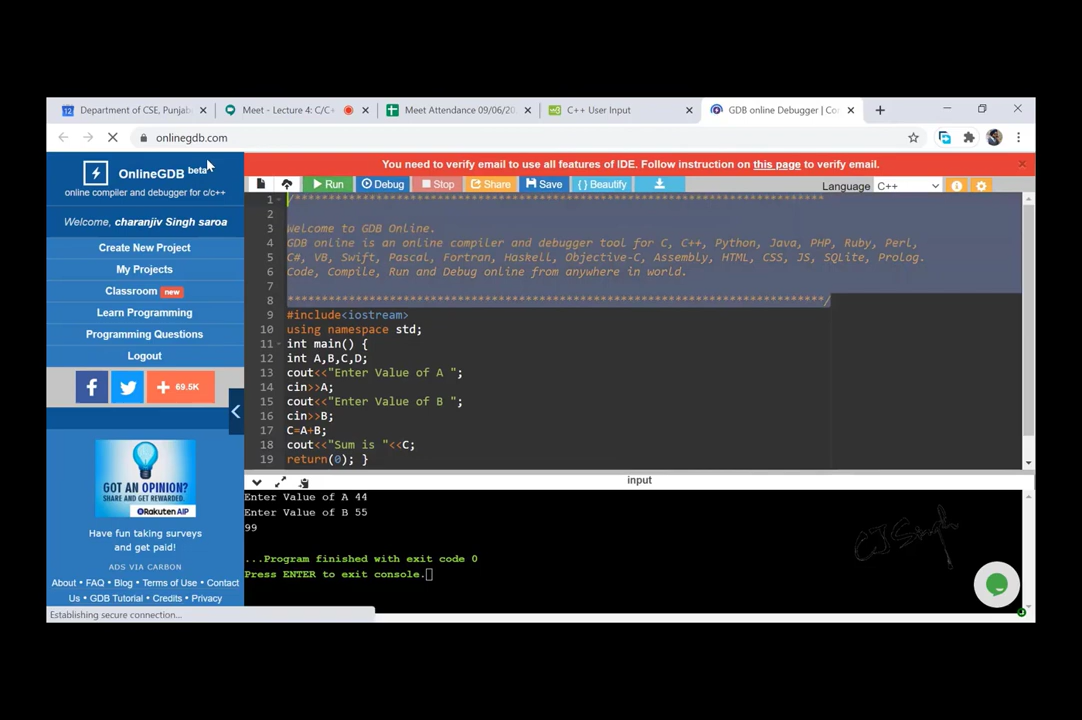 Department of CSE, Punjab
Meet - Lecture 4: C/C+
Meet Attendance 09/06/20
C++ User Input
GDB online Debugger | Co
onlinegdb.com
OnlineGDB beta
online compiler and debugger for c/c++
Welcome, charanjiv Singh saroa
Create New Project
My Projects
Classroom new
Learn Programming
Programming Questions
Logout
69.5K
GOT AN OPINION?
SHARE AND GET REWARDED.
Rakuten AIP
Have fun taking surveys
and get paid!
ADS VIA CARBON
About • FAQ • Blog • Terms of Use • Contact
Us • GDB Tutorial • Credits • Privacy
Establishing secure connection...
You need to verify email to use all features of IDE. Follow instruction on this page to verify email.
Run Debug Stop Share Save { } Beautify
Language C++
1 /******************************************************************************
2
3 Welcome to GDB Online.
4 GDB online is an online compiler and debugger tool for C, C++, Python, Java, PHP, Ruby, Perl,
5 C#, VB, Swift, Pascal, Fortran, Haskell, Objective-C, Assembly, HTML, CSS, JS, SQLite, Prolog.
6 Code, Compile, Run and Debug online from anywhere in world.
7
8 *******************************************************************************/
9 #include<iostream>
10 using namespace std;
11 int main() {
12 int A,B,C,D;
13 cout<<"Enter Value of A ";
14 cin>>A;
15 cout<<"Enter Value of B ";
16 cin>>B;
17 C=A+B;
18 cout<<"Sum is "<<C;
19 return(0); }
input
Enter Value of A 44
Enter Value of B 55
99
...Program finished with exit code 0
Press ENTER to exit console.
CJSingh